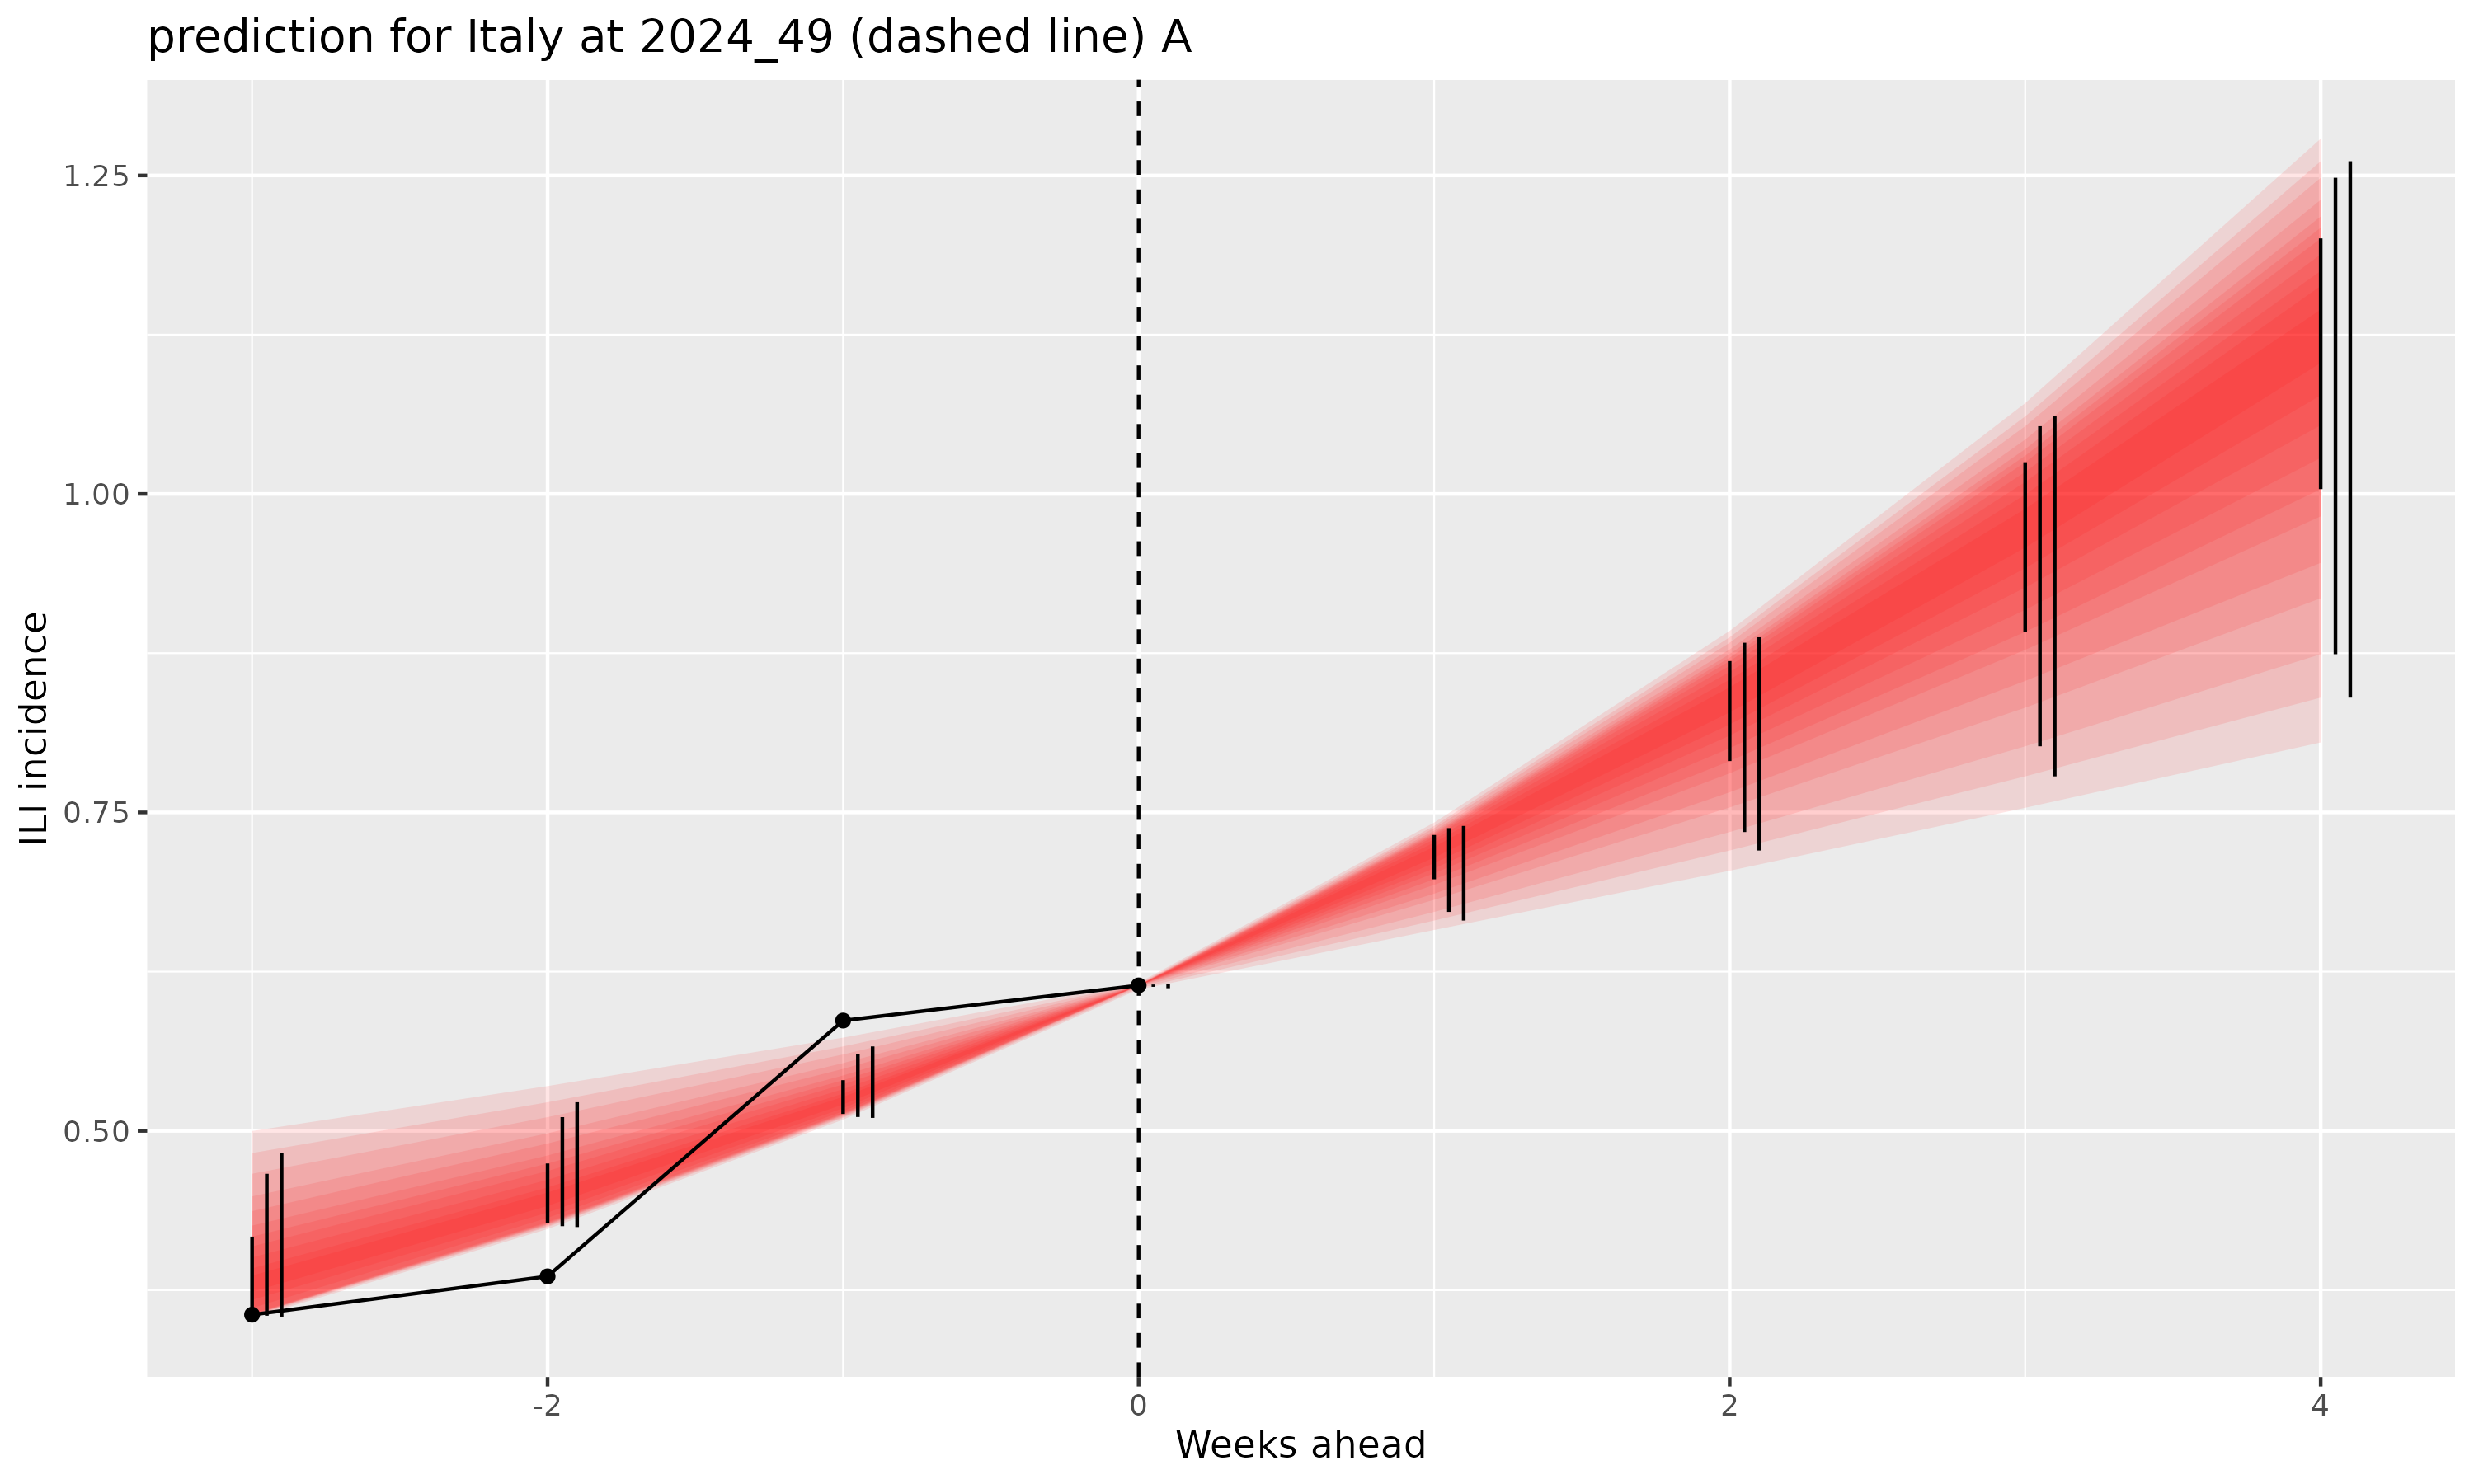 prediction for Italy at 2024_49 (dashed line) A
ILI incidence
1.25
1.00
0.75
0.50
-2
0
2
4
Weeks ahead